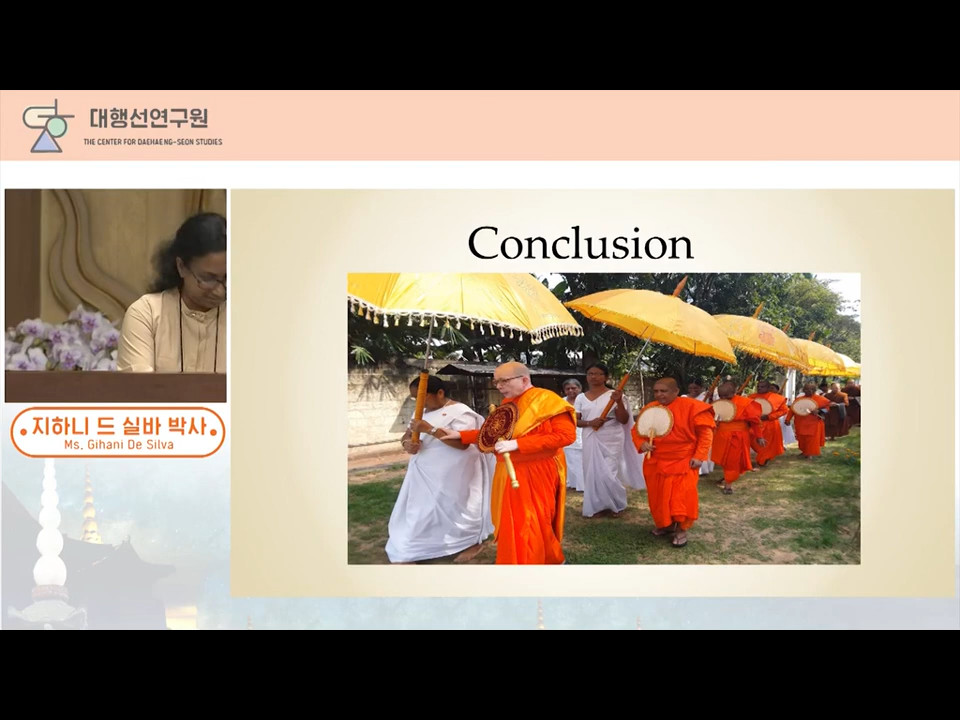 대행선연구원
THE CENTER FOR DAEHAENG-SEON STUDIES
Conclusion
지하니 드 실바 박사
Ms. Gihani De Silva